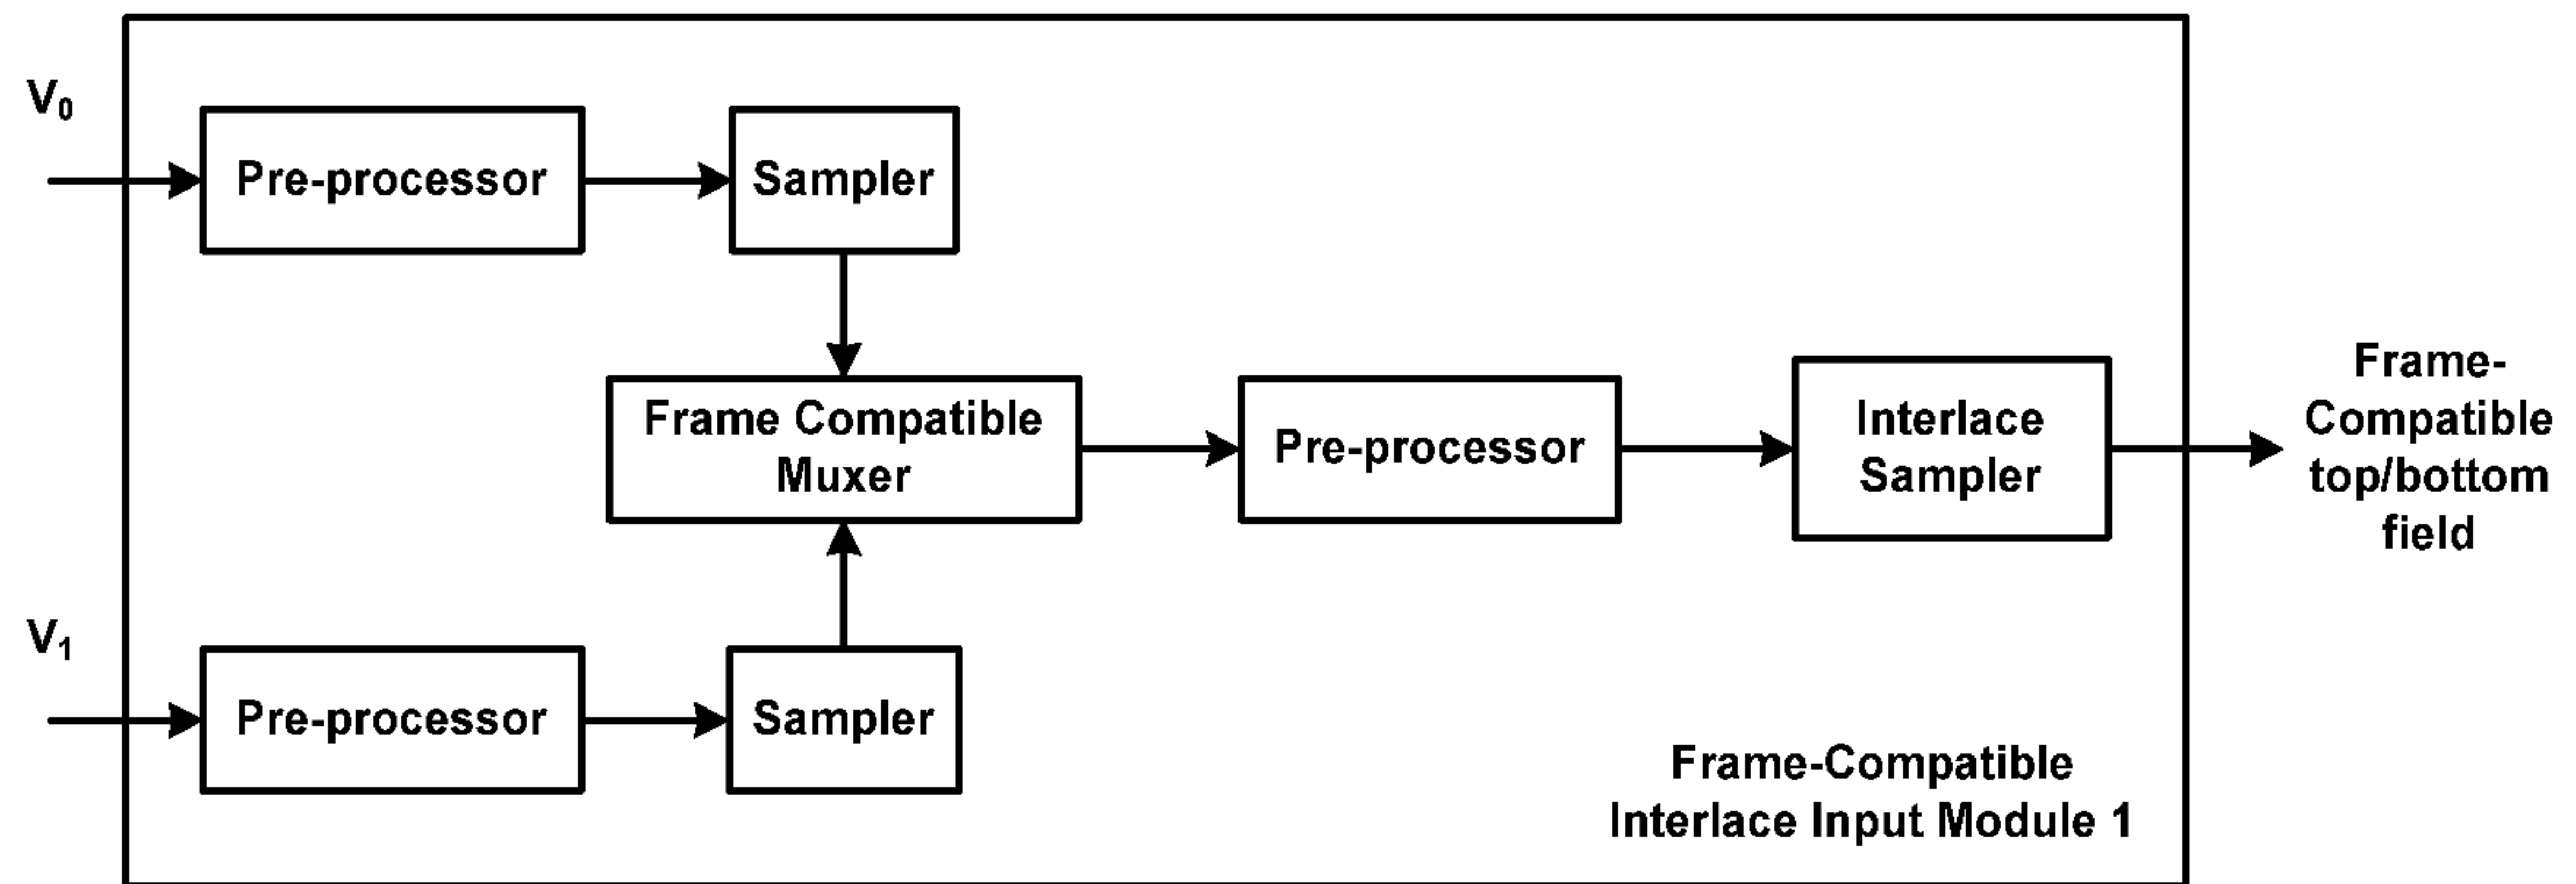 V0
Pre-processor
Sampler
Frame Compatible
Muxer
Pre-processor
Interlace
Sampler
Frame-
Compatible
top/bottom
field
V1
Pre-processor
Sampler
Frame-Compatible
Interlace Input Module 1